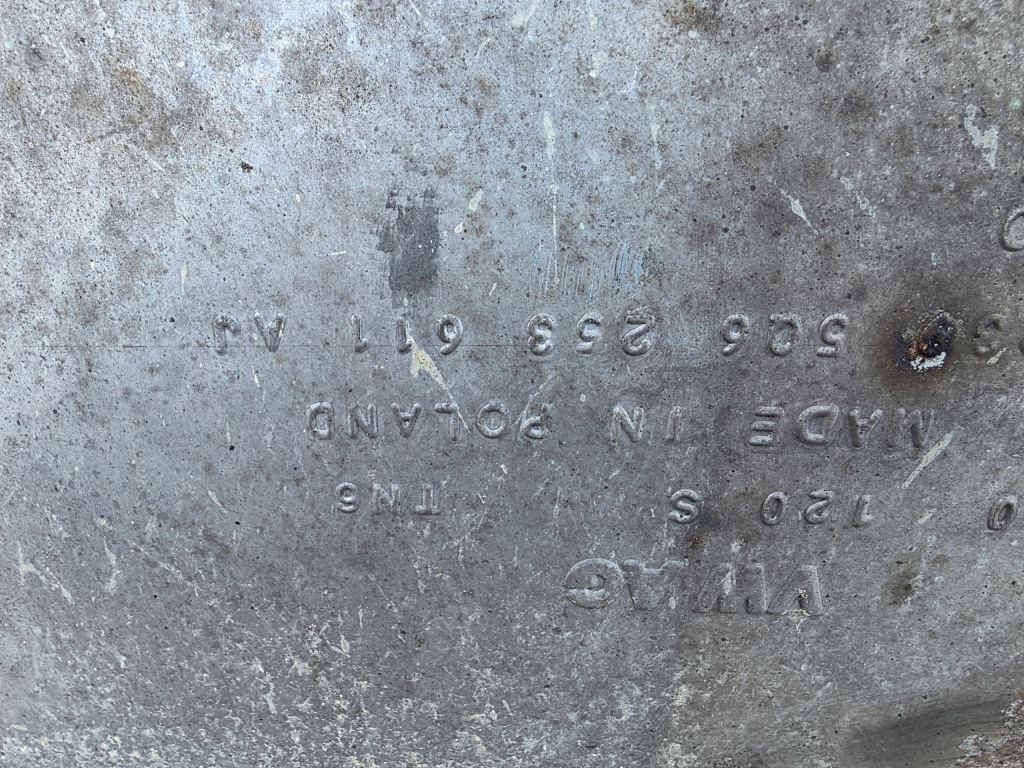 VWAG
120 S TN6
MADE IN POLAND
5Q6 253 611 AJ